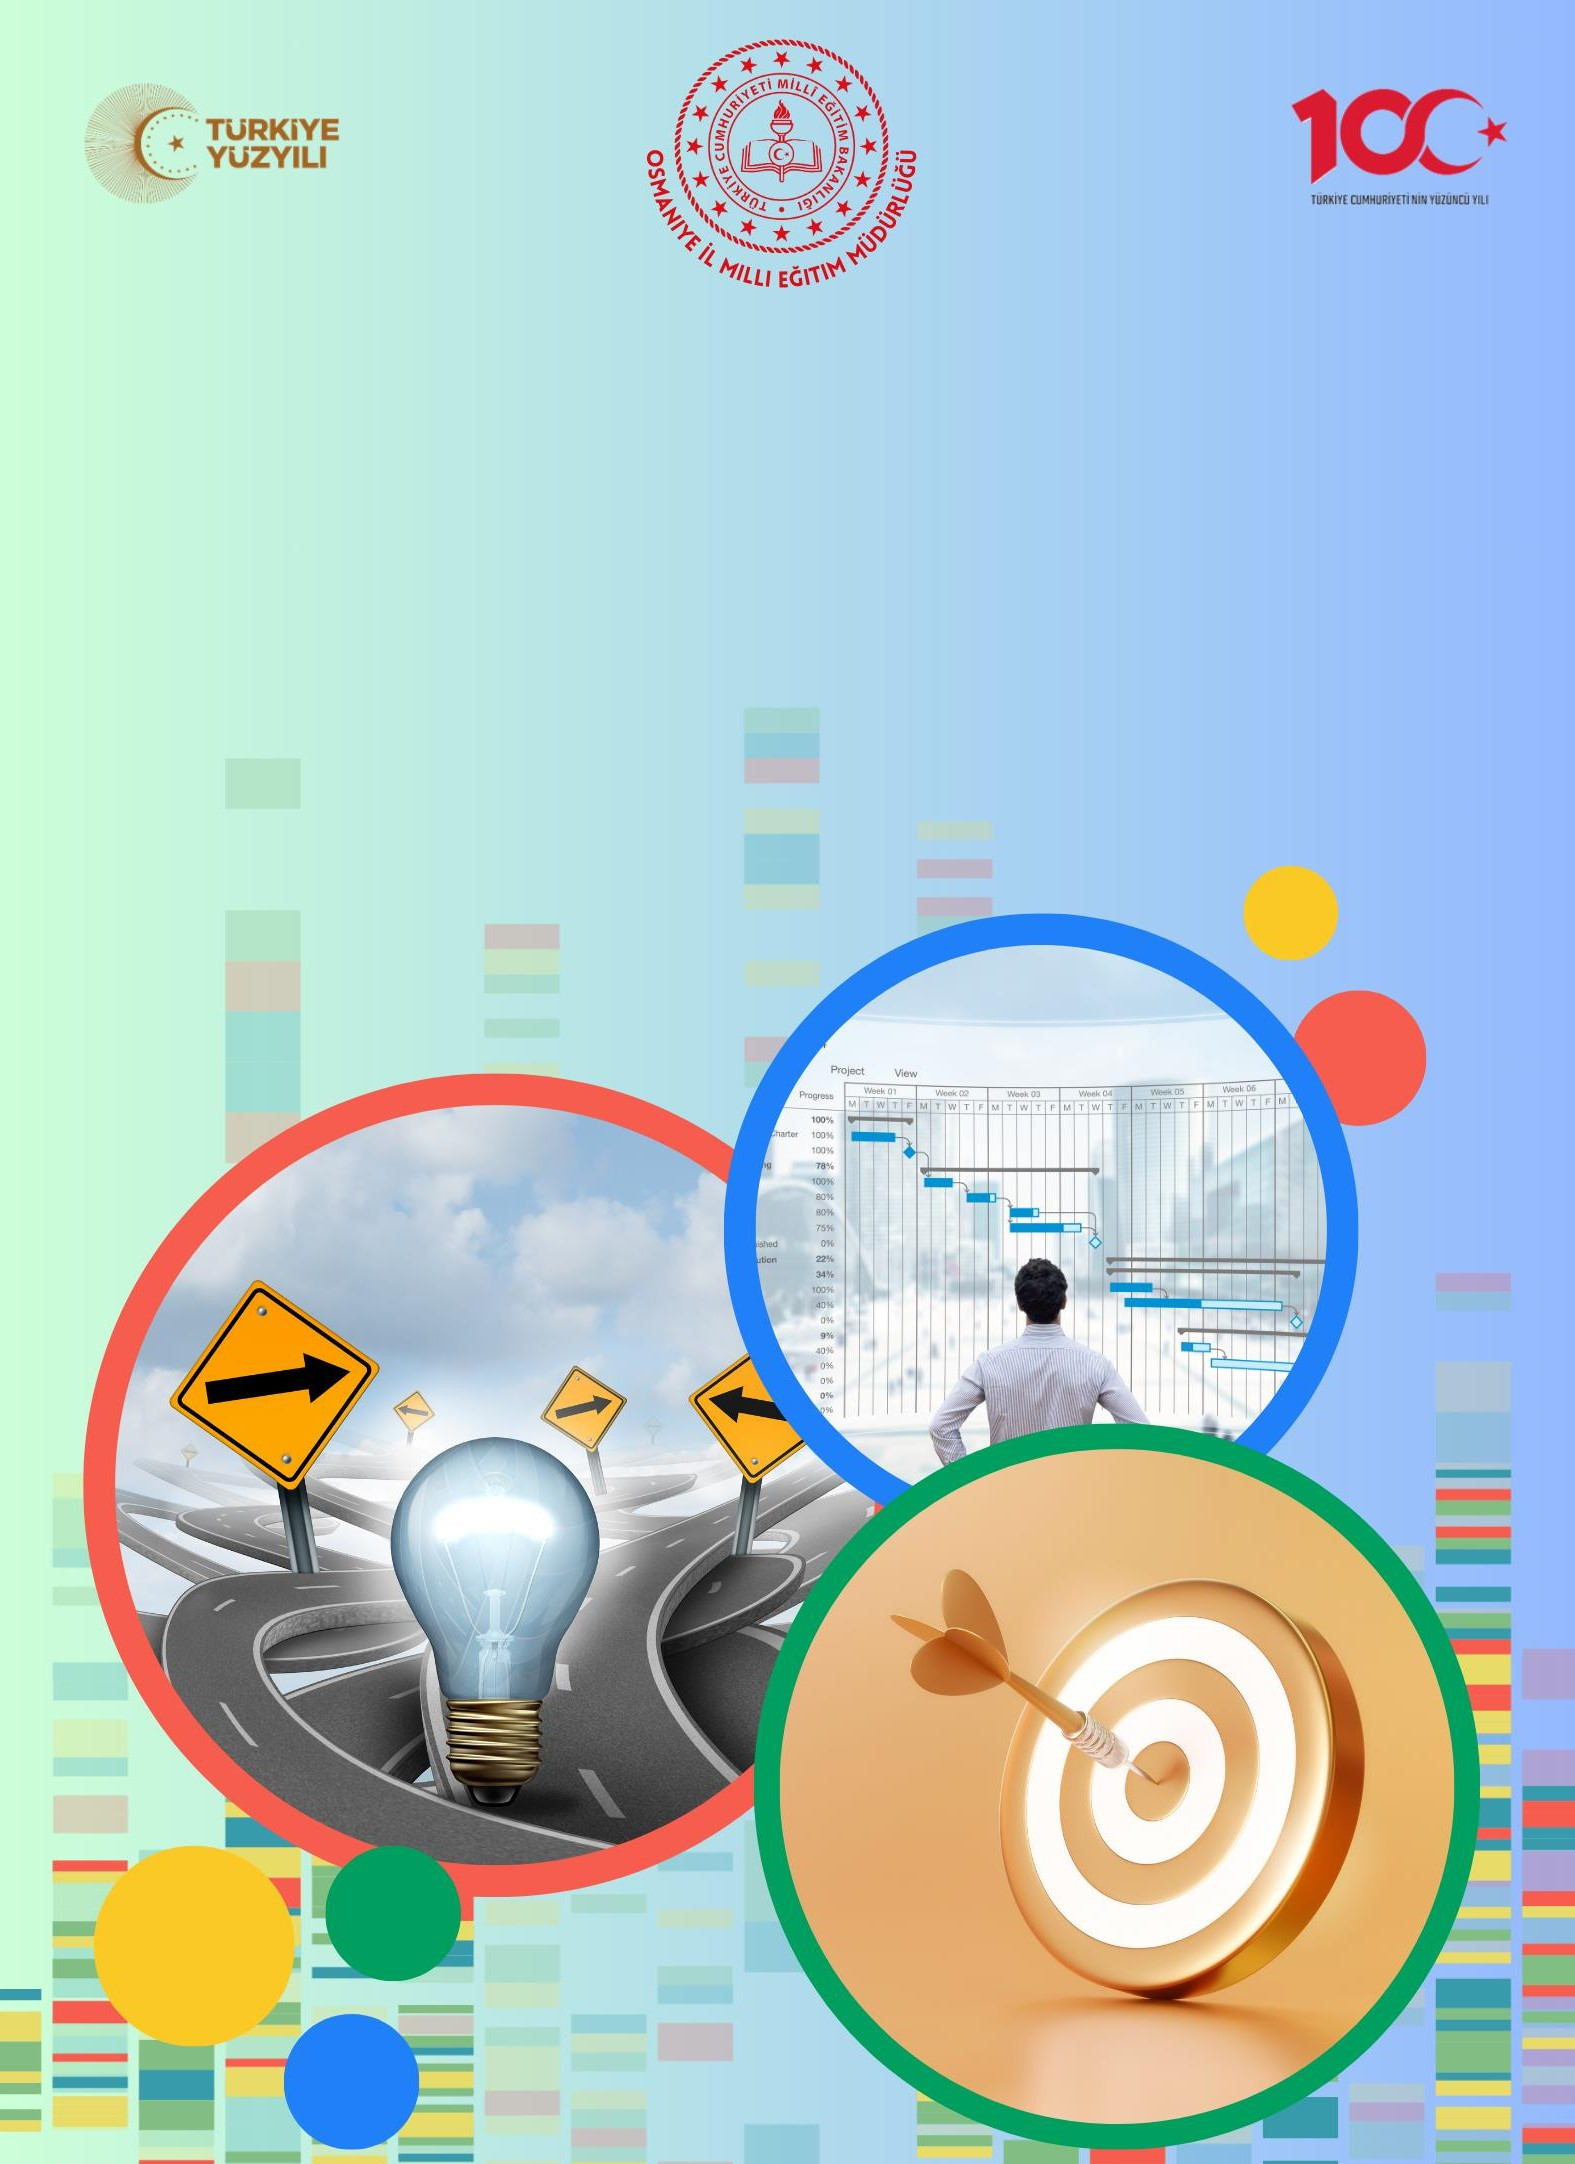 TÜRKİYE
YÜZYILI
TÜRKİYE CUMHURİYETİ MİLLÎ EĞİTİM BAKANLIĞI
OSMANİYE İL MİLLİ EĞİTİM MÜDÜRLÜĞÜ
100
TÜRKİYE CUMHURİYETİ'NİN YÜZÜNCÜ YILI
Project View
Progress Week 01 Week 02 Week 03 Week 04 Week 05 Week 06
M T W T F M T W T F M T W T F M T W T F M T W T F M T W T F M
100%
Charter 100%
100%
78%
100%
80%
80%
75%
0%
22%
34%
100%
40%
0%
9%
40%
0%
0%
0%
0%